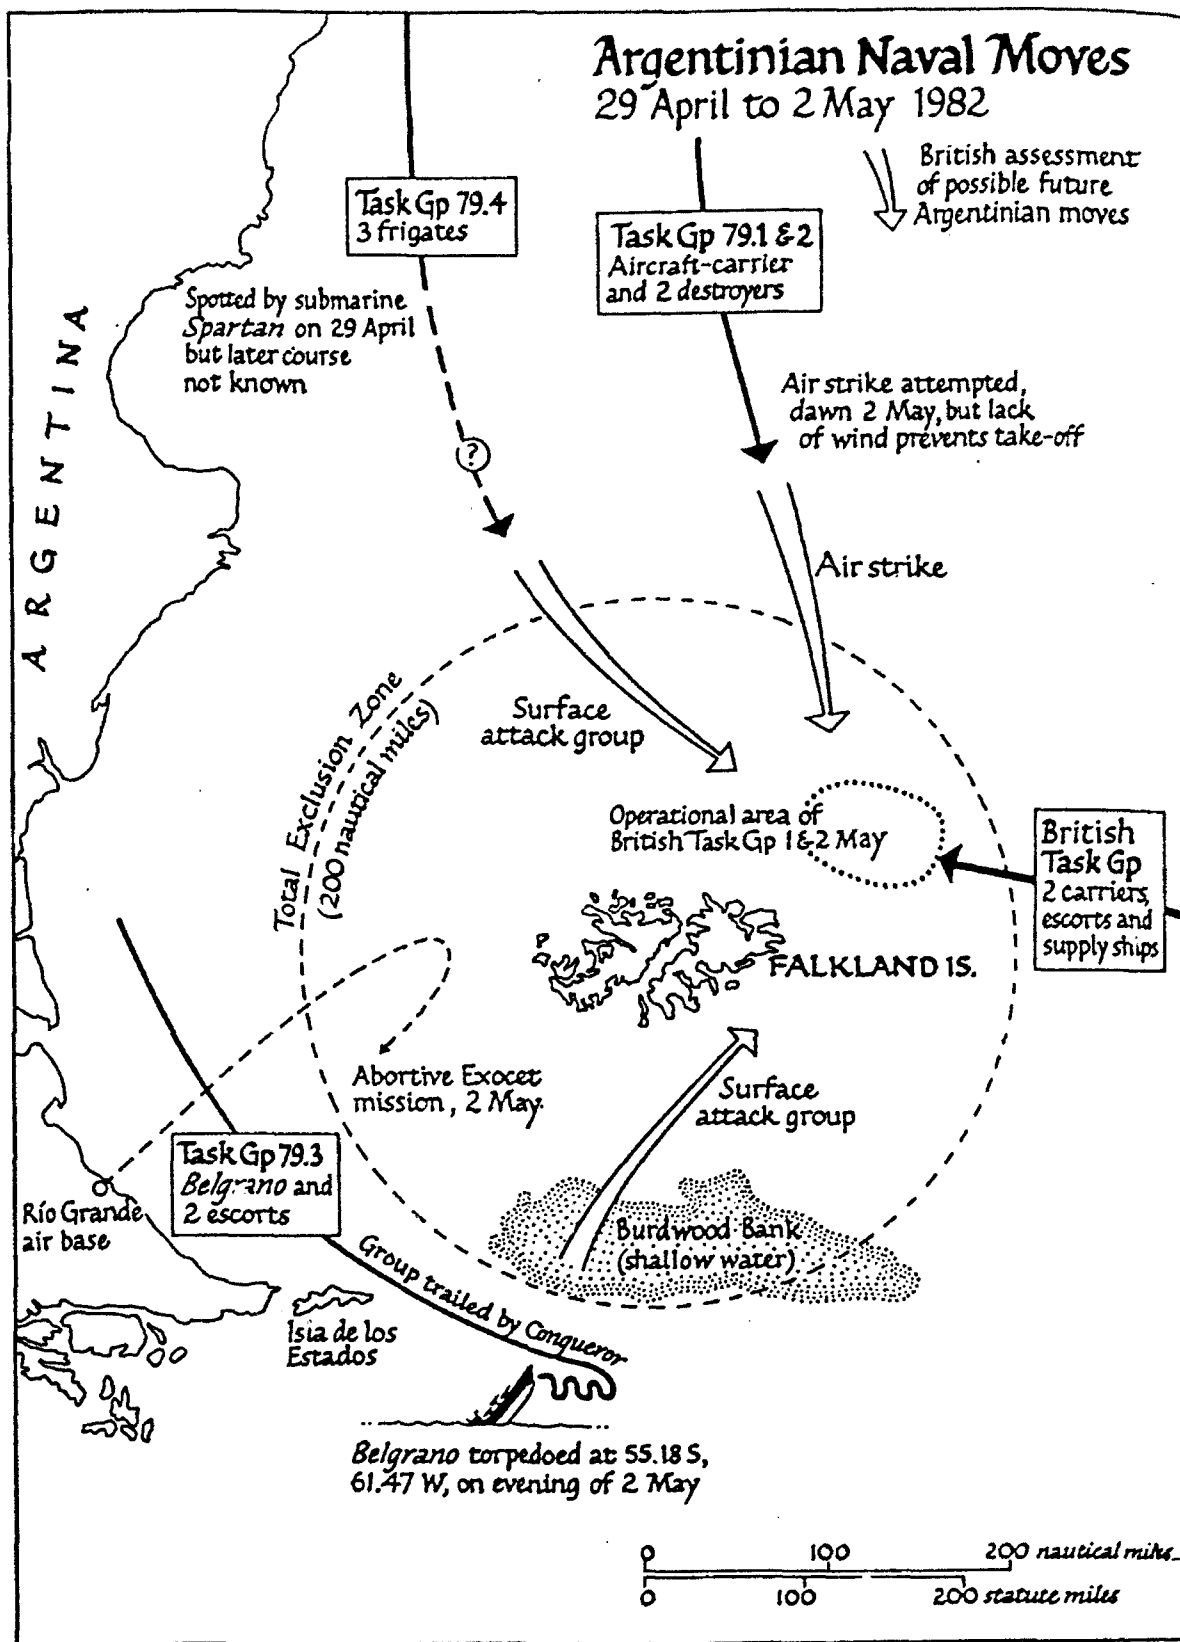 Argentinian Naval Moves
29 April to 2 May 1982
British assessment
of possible future
Argentinian moves
Task Gp 79.4
3 frigates
Task Gp 79.1 & 2
Aircraft-carrier
and 2 destroyers
Spotted by submarine
Spartan on 29 April
but later course
not known
ARGENTINA
Air strike attempted,
dawn 2 May, but lack
of wind prevents take-off
?
Air strike
Surface
attack group
Total Exclusion Zone
(200 nautical miles)
Operational area of
British Task Gp 1 & 2 May
British
Task Gp
2 carriers,
escorts and
supply ships
FALKLAND IS.
Abortive Exocet
mission, 2 May.
Surface
attack group
Task Gp 79.3
Belgrano and
2 escorts
Río Grande
air base
Burdwood Bank
(shallow water)
Group trailed by Conqueror
Isla de los
Estados
Belgrano torpedoed at 55.18 S,
61.47 W, on evening of 2 May
0 100 200 nautical miles
0 100 200 statute miles